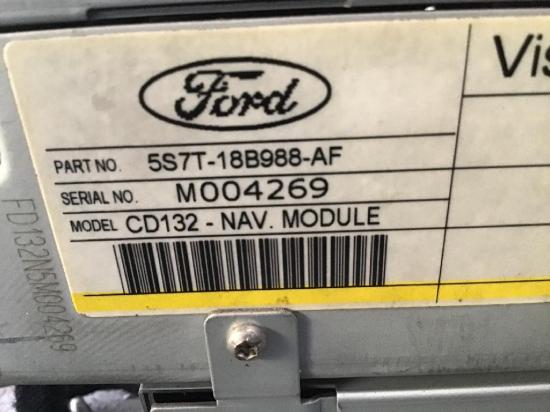 Ford
Vis
PART NO. 5S7T-18B988-AF
SERIAL NO. M004269
MODEL CD132 - NAV. MODULE
FD132N5M004269